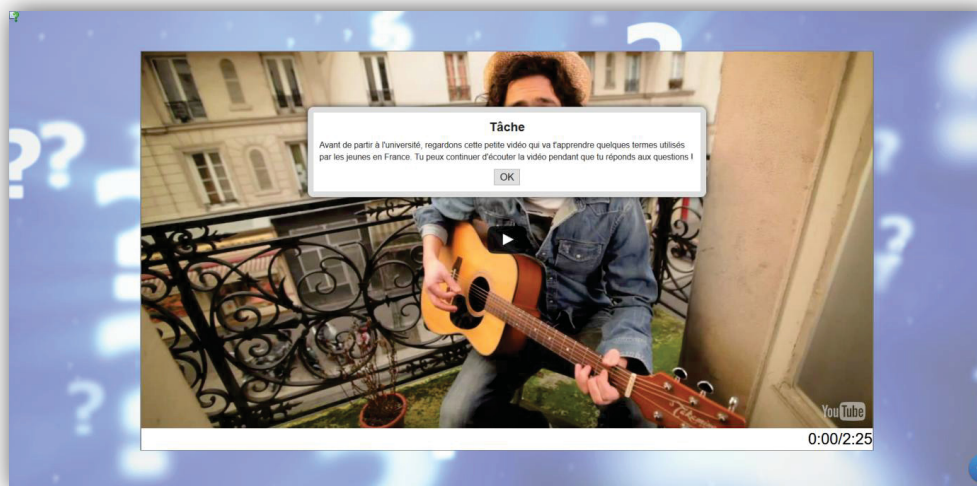 Tâche
Avant de partir à l'université, regardons cette petite vidéo qui va t'apprendre quelques termes utilisés
par les jeunes en France. Tu peux continuer d'écouter la vidéo pendant que tu réponds aux questions !
OK
YouTube
0:00/2:25